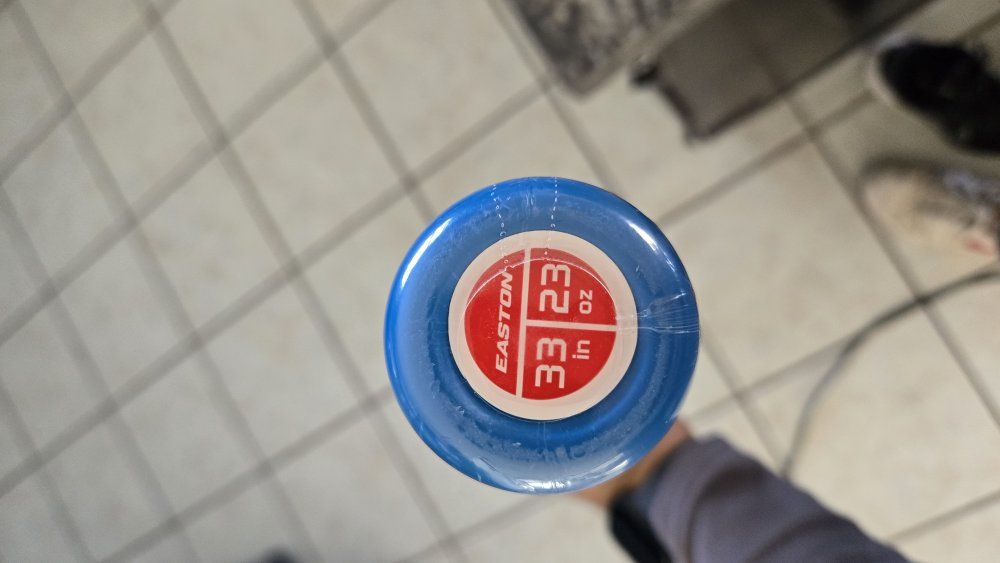 EASTON
33 in
23 oz